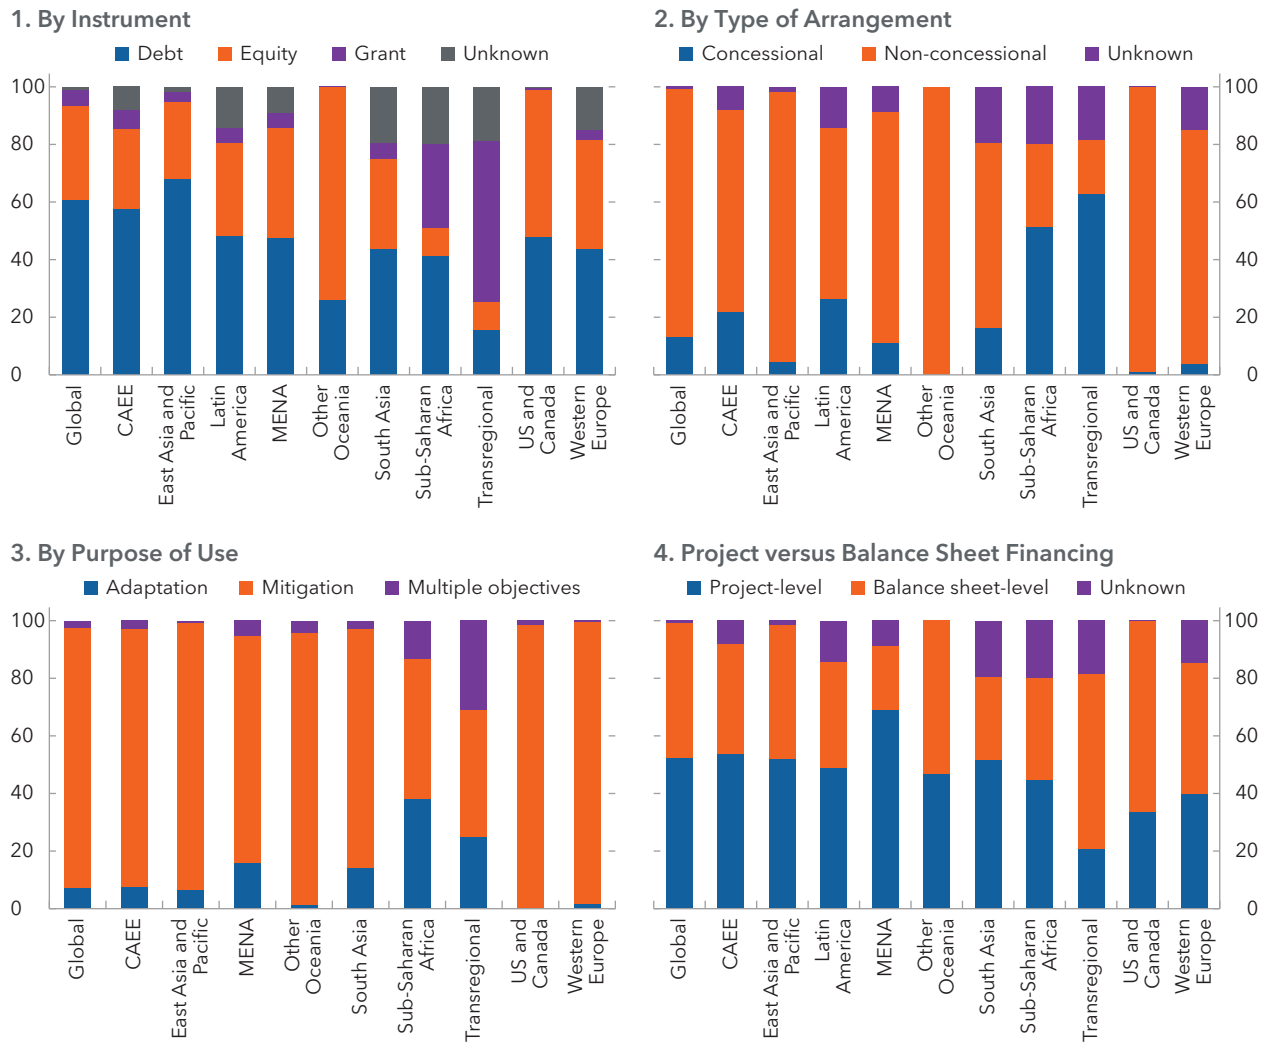 1. By Instrument
Debt Equity Grant Unknown
100
80
60
40
20
0
Global
CAEE
East Asia and
Pacific
Latin
America
MENA
Other
Oceania
South Asia
Sub-Saharan
Africa
Transregional
US and
Canada
Western
Europe
2. By Type of Arrangement
Concessional Non-concessional Unknown
100
80
60
40
20
0
Global
CAEE
East Asia and
Pacific
Latin
America
MENA
Other
Oceania
South Asia
Sub-Saharan
Africa
Transregional
US and
Canada
Western
Europe
3. By Purpose of Use
Adaptation Mitigation Multiple objectives
100
80
60
40
20
0
Global
CAEE
East Asia and
Pacific
MENA
Other
Oceania
South Asia
Sub-Saharan
Africa
Transregional
US and
Canada
Western
Europe
4. Project versus Balance Sheet Financing
Project-level Balance sheet-level Unknown
100
80
60
40
20
0
Global
CAEE
East Asia and
Pacific
Latin
America
MENA
Other
Oceania
South Asia
Sub-Saharan
Africa
Transregional
US and
Canada
Western
Europe